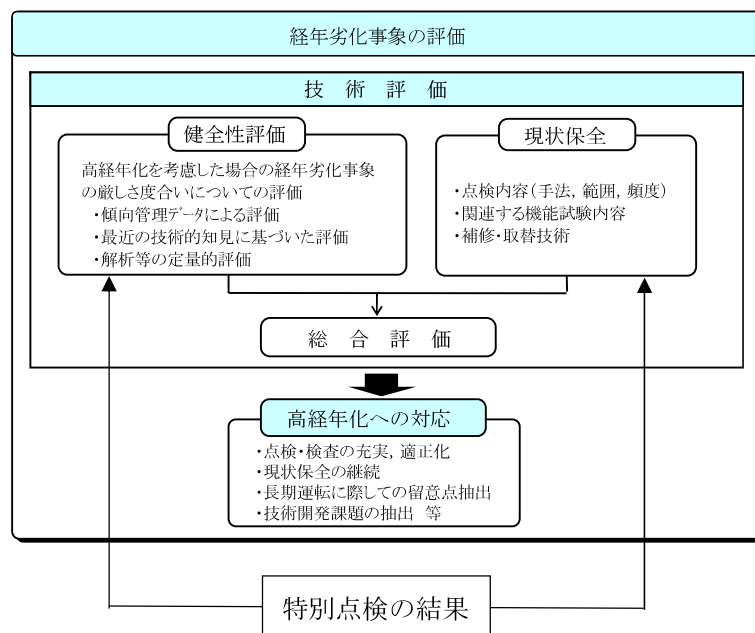 経年劣化事象の評価
技 術 評 価
健全性評価
高経年化を考慮した場合の経年劣化事象
の厳しさ度合いについての評価
・傾向管理ﾃﾞｰﾀによる評価
・最近の技術的知見に基づいた評価
・解析等の定量的評価
現状保全
・点検内容(手法, 範囲, 頻度)
・関連する機能試験内容
・補修・取替技術
総 合 評 価
高経年化への対応
・点検・検査の充実, 適正化
・現状保全の継続
・長期運転に際しての留意点抽出
・技術開発課題の抽出 等
特別点検の結果